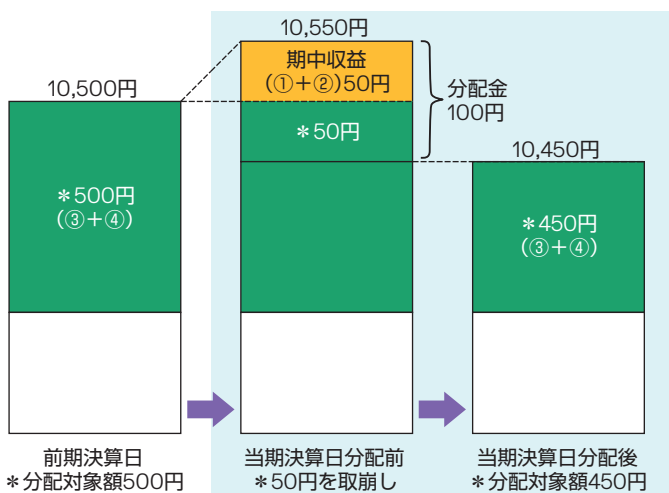 10,500円
＊500円
(③＋④)
前期決算日
＊分配対象額500円
10,550円
期中収益
(①＋②)50円
＊50円
分配金
100円
当期決算日分配前
＊50円を取崩し
10,450円
＊450円
(③＋④)
当期決算日分配後
＊分配対象額450円